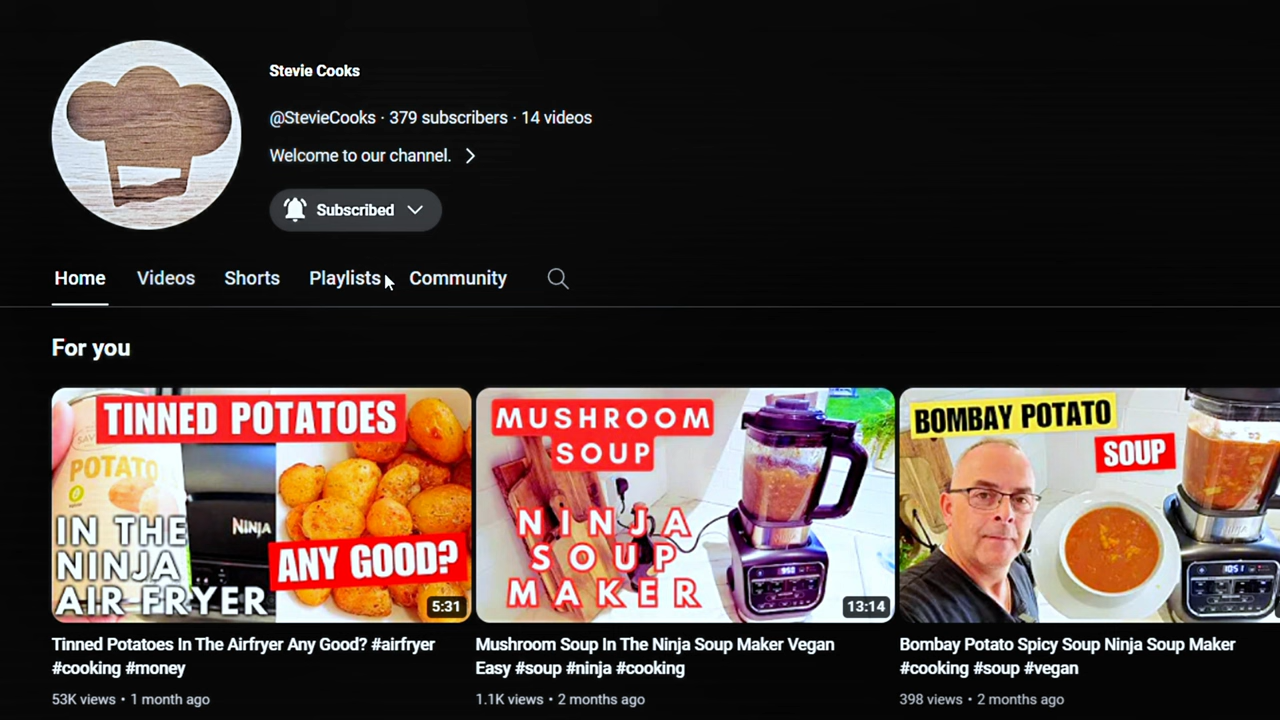 Stevie Cooks
@StevieCooks · 379 subscribers · 14 videos
Welcome to our channel.
Subscribed
Home
Videos
Shorts
Playlists
Community
For you
TINNED POTATOES
POTATO
IN THE
NINJA
AIR FRYER
NINJA
ANY GOOD?
5:31
Tinned Potatoes In The Airfryer Any Good? #airfryer
#cooking #money
53K views • 1 month ago
MUSHROOM
SOUP
NINJA
SOUP
MAKER
13:14
Mushroom Soup In The Ninja Soup Maker Vegan
Easy #soup #ninja #cooking
1.1K views • 2 months ago
BOMBAY POTATO
SOUP
10:51
Bombay Potato Spicy Soup Ninja Soup Maker
#cooking #soup #vegan
398 views • 2 months ago